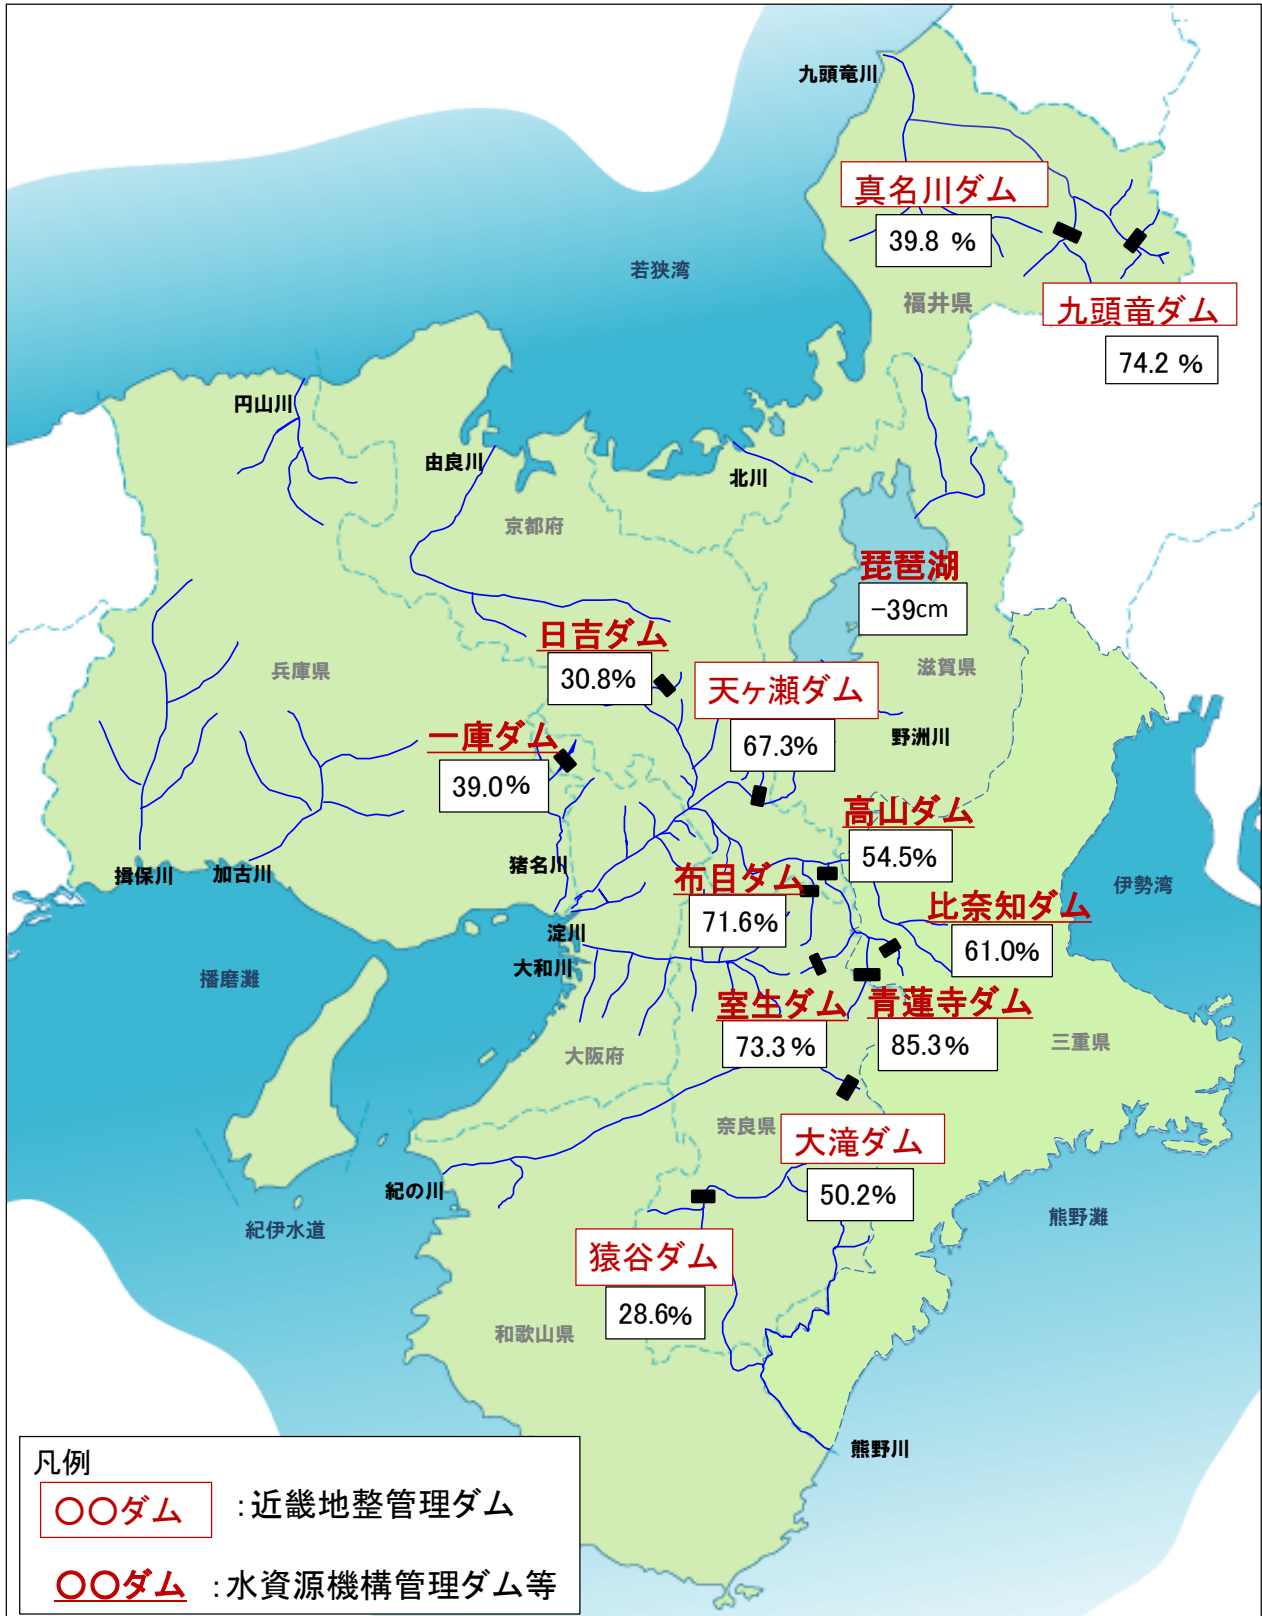 九頭竜川
真名川ダム
39.8 %
若狭湾
福井県
九頭竜ダム
74.2 %
円山川
由良川
北川
京都府
琵琶湖
−39cm
日吉ダム
30.8%
兵庫県
滋賀県
天ヶ瀬ダム
67.3%
野洲川
一庫ダム
39.0%
高山ダム
54.5%
揖保川
加古川
猪名川
布目ダム
71.6%
伊勢湾
比奈知ダム
61.0%
淀川
大和川
播磨灘
室生ダム
73.3%
青蓮寺ダム
85.3%
大阪府
三重県
奈良県
大滝ダム
50.2%
紀の川
紀伊水道
熊野灘
猿谷ダム
28.6%
和歌山県
熊野川
凡例
〇〇ダム :近畿地整管理ダム
〇〇ダム :水資源機構管理ダム等